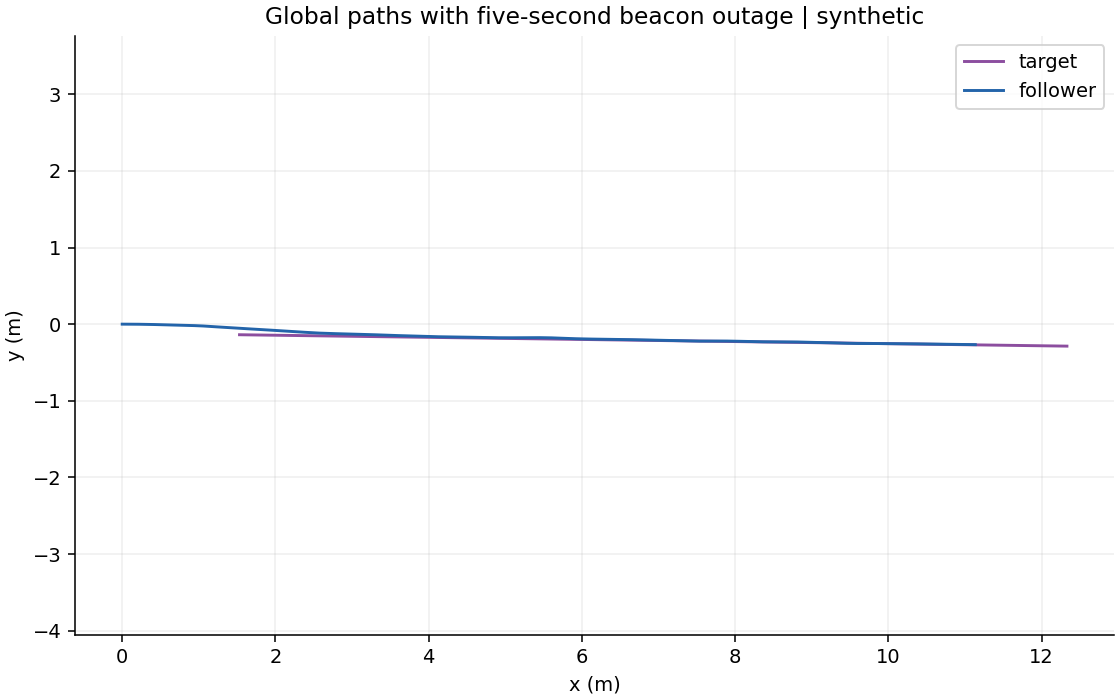 Global paths with five-second beacon outage | synthetic
target
follower
3
2
1
0
−1
−2
−3
−4
y (m)
0 2 4 6 8 10 12
x (m)